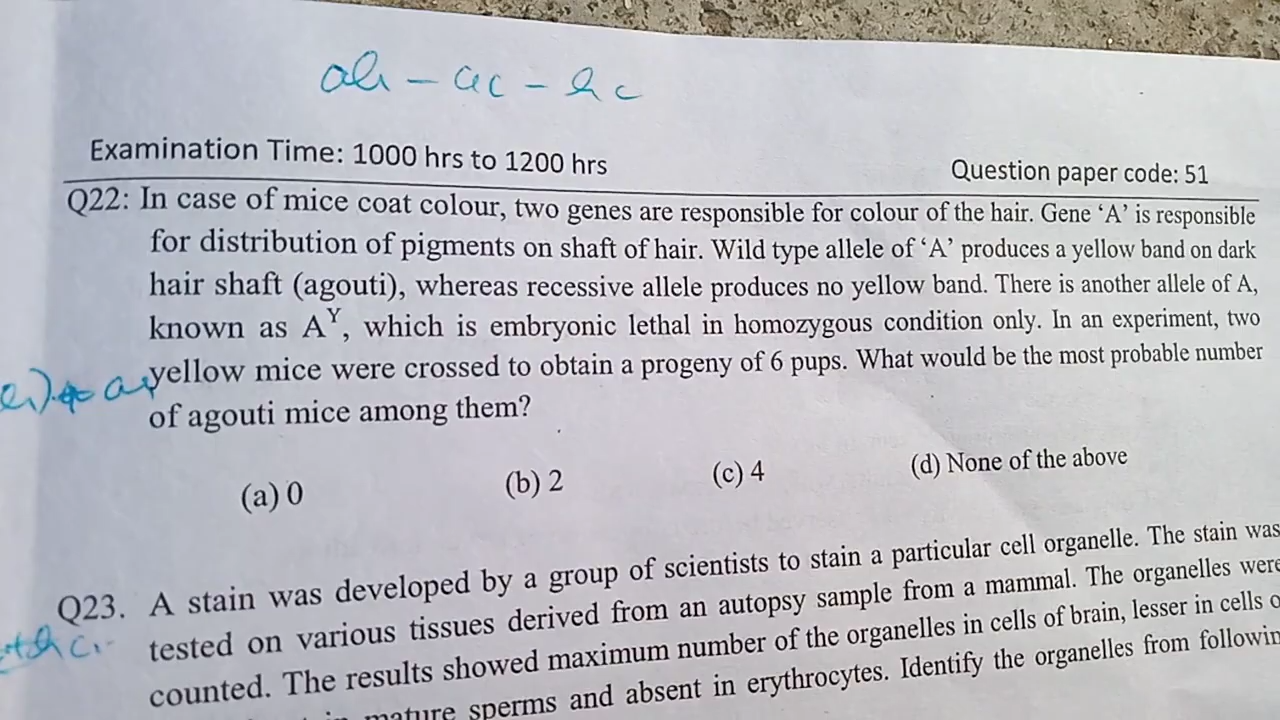 ab - ac - bc
Examination Time: 1000 hrs to 1200 hrs
Question paper code: 51
Q22: In case of mice coat colour, two genes are responsible for colour of the hair. Gene ‘A’ is responsible
for distribution of pigments on shaft of hair. Wild type allele of ‘A’ produces a yellow band on dark
hair shaft (agouti), whereas recessive allele produces no yellow band. There is another allele of A,
known as Aʸ, which is embryonic lethal in homozygous condition only. In an experiment, two
yellow mice were crossed to obtain a progeny of 6 pups. What would be the most probable number
of agouti mice among them?
(a) 0 (b) 2 (c) 4 (d) None of the above
Q23. A stain was developed by a group of scientists to stain a particular cell organelle. The stain was
tested on various tissues derived from an autopsy sample from a mammal. The organelles were
counted. The results showed maximum number of the organelles in cells of brain, lesser in cells
mature sperms and absent in erythrocytes. Identify the organelles from